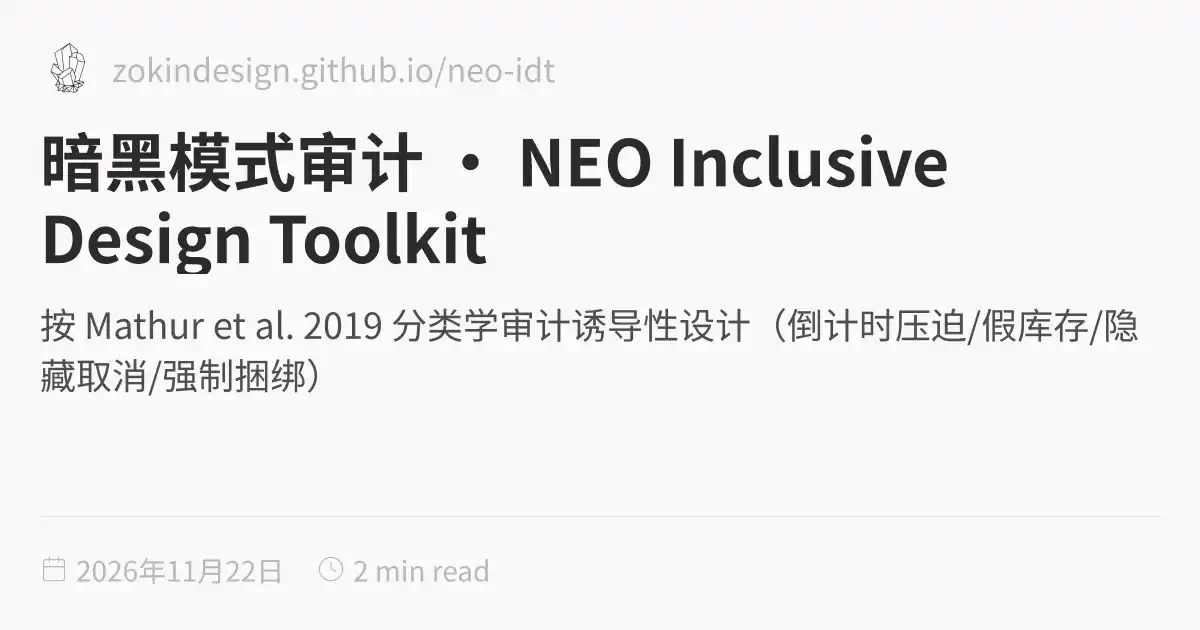 zokindesign.github.io/neo-idt
暗黑模式审计 · NEO Inclusive
Design Toolkit
按 Mathur et al. 2019 分类学审计诱导性设计（倒计时压迫/假库存/隐
藏取消/强制捆绑）
2026年11月22日 2 min read